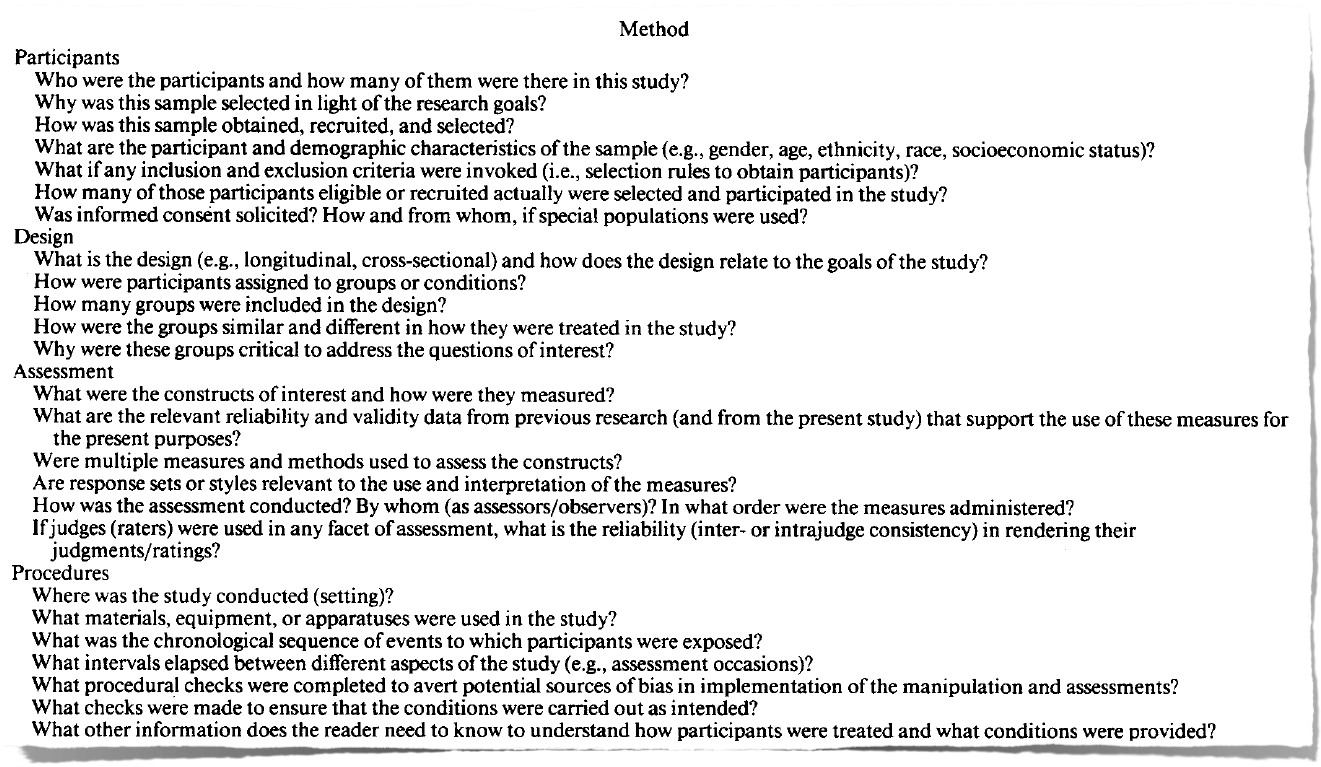 Method
Participants
Who were the participants and how many of them were there in this study?
Why was this sample selected in light of the research goals?
How was this sample obtained, recruited, and selected?
What are the participant and demographic characteristics of the sample (e.g., gender, age, ethnicity, race, socioeconomic status)?
What if any inclusion and exclusion criteria were invoked (i.e., selection rules to obtain participants)?
How many of those participants eligible or recruited actually were selected and participated in the study?
Was informed consent solicited? How and from whom, if special populations were used?
Design
What is the design (e.g., longitudinal, cross-sectional) and how does the design relate to the goals of the study?
How were participants assigned to groups or conditions?
How many groups were included in the design?
How were the groups similar and different in how they were treated in the study?
Why were these groups critical to address the questions of interest?
Assessment
What were the constructs of interest and how were they measured?
What are the relevant reliability and validity data from previous research (and from the present study) that support the use of these measures for
the present purposes?
Were multiple measures and methods used to assess the constructs?
Are response sets or styles relevant to the use and interpretation of the measures?
How was the assessment conducted? By whom (as assessors/observers)? In what order were the measures administered?
If judges (raters) were used in any facet of assessment, what is the reliability (inter- or intrajudge consistency) in rendering their
judgments/ratings?
Procedures
Where was the study conducted (setting)?
What materials, equipment, or apparatuses were used in the study?
What was the chronological sequence of events to which participants were exposed?
What intervals elapsed between different aspects of the study (e.g., assessment occasions)?
What procedural checks were completed to avert potential sources of bias in implementation of the manipulation and assessments?
What checks were made to ensure that the conditions were carried out as intended?
What other information does the reader need to know to understand how participants were treated and what conditions were provided?